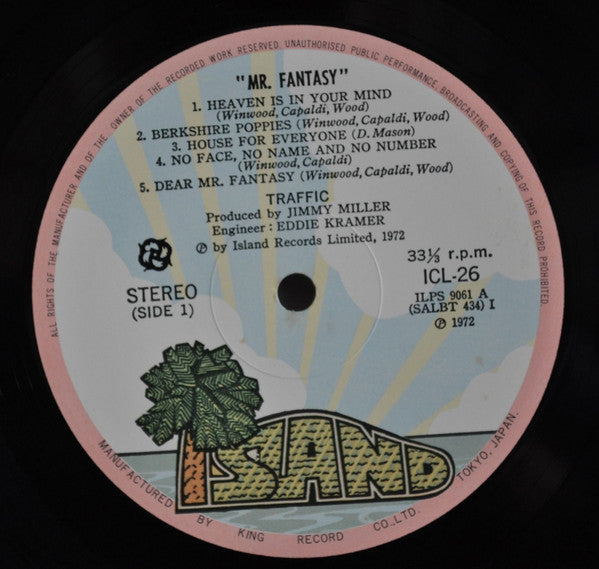 ALL RIGHTS OF THE MANUFACTURER AND OF THE OWNER OF THE RECORDED WORK RESERVED. UNAUTHORISED PUBLIC PERFORMANCE, BROADCASTING AND COPYING OF THIS RECORD PROHIBITED.
"MR. FANTASY"
1. HEAVEN IS IN YOUR MIND
(Winwood, Capaldi, Wood)
2. BERKSHIRE POPPIES (Winwood, Capaldi, Wood)
3. HOUSE FOR EVERYONE (D. Mason)
4. NO FACE, NO NAME AND NO NUMBER
(Winwood, Capaldi)
5. DEAR MR. FANTASY (Winwood, Capaldi, Wood)
TRAFFIC
Produced by JIMMY MILLER
Engineer : EDDIE KRAMER
℗ by Island Records Limited, 1972
STEREO
(SIDE 1)
33⅓ r.p.m.
ICL-26
ILPS 9061 A
(SALBT 434) I
℗ 1972
ISLAND
MANUFACTURED BY KING RECORD CO., LTD. TOKYO. JAPAN.